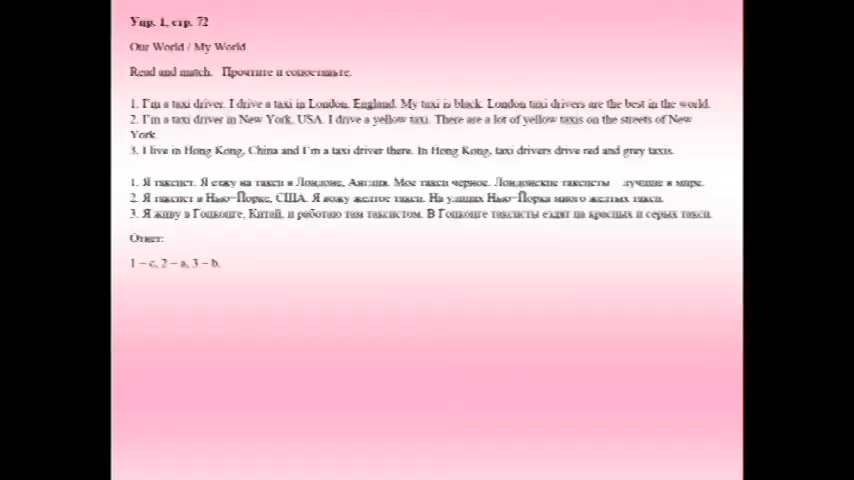 Упр. 1, стр. 72
Our World / My World
Read and match. Прочтите и сопоставьте.
1. I'm a taxi driver. I drive a taxi in London, England. My taxi is black. London taxi drivers are the best in the world.
2. I'm a taxi driver in New York, USA. I drive a yellow taxi. There are a lot of yellow taxis on the streets of New
York.
3. I live in Hong Kong, China and I'm a taxi driver there. In Hong Kong, taxi drivers drive red and grey taxis.
1. Я таксист. Я езжу на такси в Лондоне, Англия. Мое такси черное. Лондонские таксисты лучшие в мире.
2. Я таксист в Нью-Йорке, США. Я вожу желтое такси. На улицах Нью-Йорка много желтых такси.
3. Я живу в Гонконге, Китай, и работаю там таксистом. В Гонконге таксисты ездят на красных и серых такси.
Ответ:
1 – c, 2 – a, 3 – b.